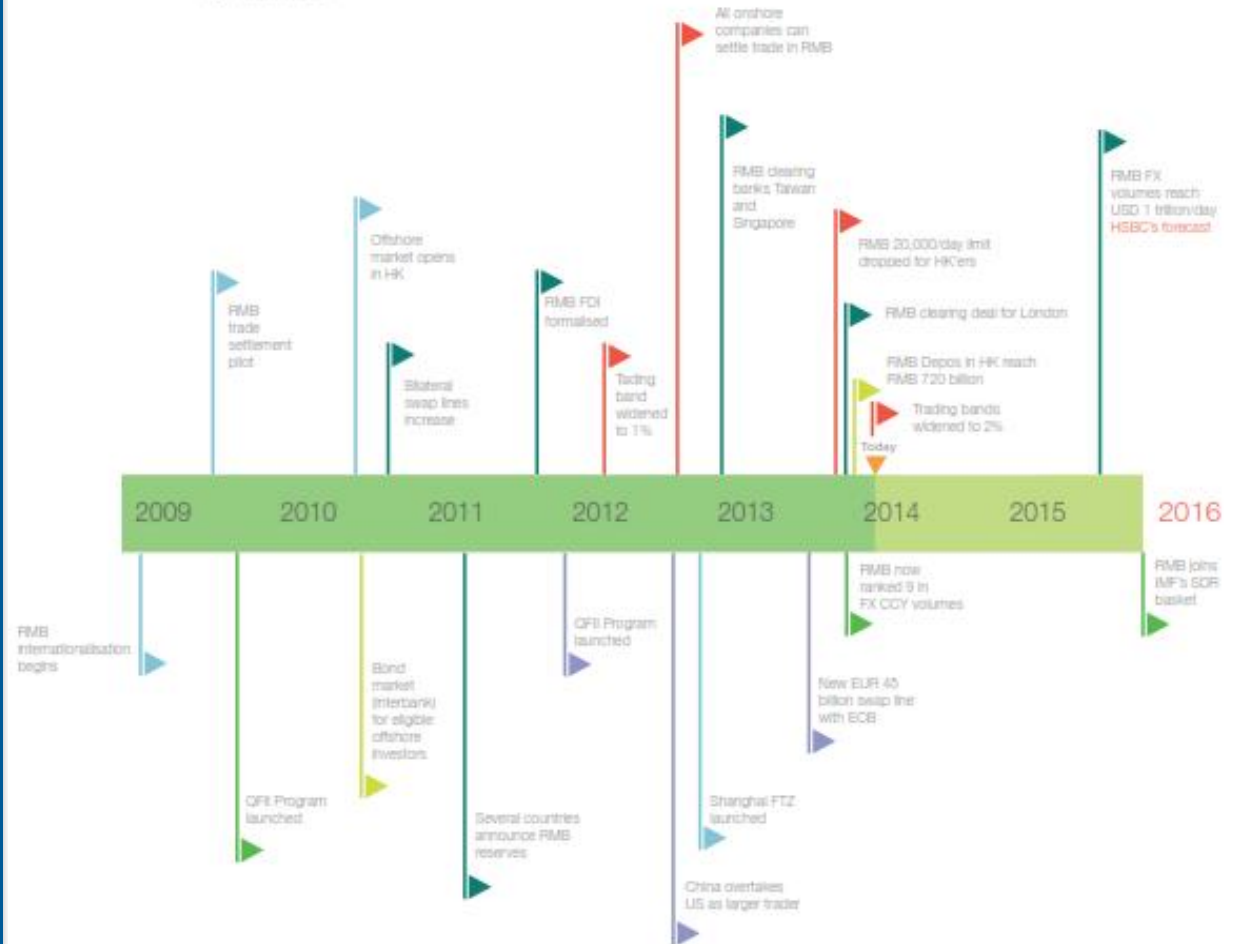 All onshore
companies can
settle trade in RMB
RMB clearing
banks Taiwan
and
Singapore
RMB FX
volumes reach
USD 1 trillion/day
HSBC's forecast
Offshore
market opens
in HK
RMB 20,000/day limit
dropped for HK'ers
RMB
trade
settlement
pilot
RMB FDI
formalised
RMB clearing deal for London
Bilateral
swap lines
increase
Tading
band
widened
to 1%
RMB Depos in HK reach
RMB 720 billion
Trading bands
widened to 2%
Today
2009
2010
2011
2012
2013
2014
2015
2016
RMB
internationalisation
begins
QFII Program
launched
Bond
market
(interbank)
for eligible
offshore
investors
Several countries
announce RMB
reserves
QFII Program
launched
China overtakes
US as larger trader
Shanghai FTZ
launched
New EUR 45
billion swap line
with ECB
RMB now
ranked 9 in
FX CCY volumes
RMB joins
IMF's SDR
basket